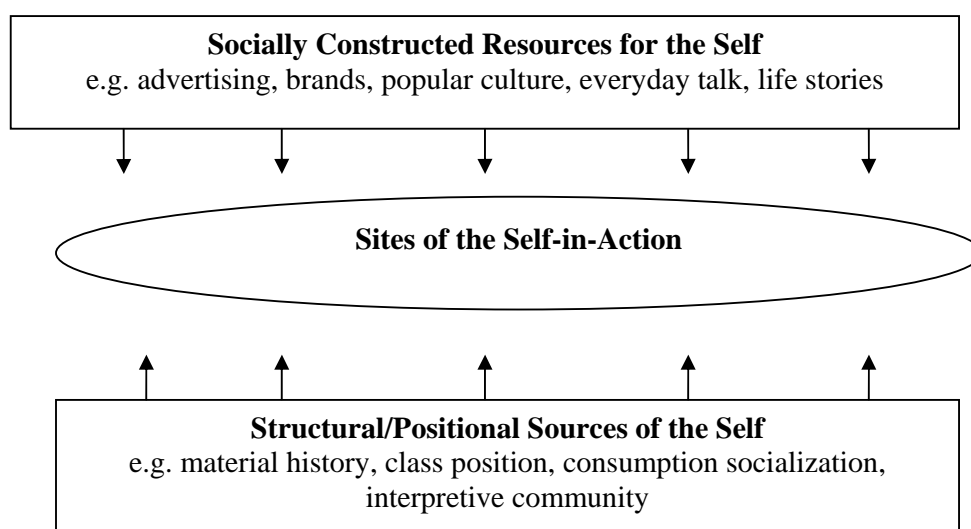 Socially Constructed Resources for the Self
e.g. advertising, brands, popular culture, everyday talk, life stories
Sites of the Self-in-Action
Structural/Positional Sources of the Self
e.g. material history, class position, consumption socialization,
interpretive community